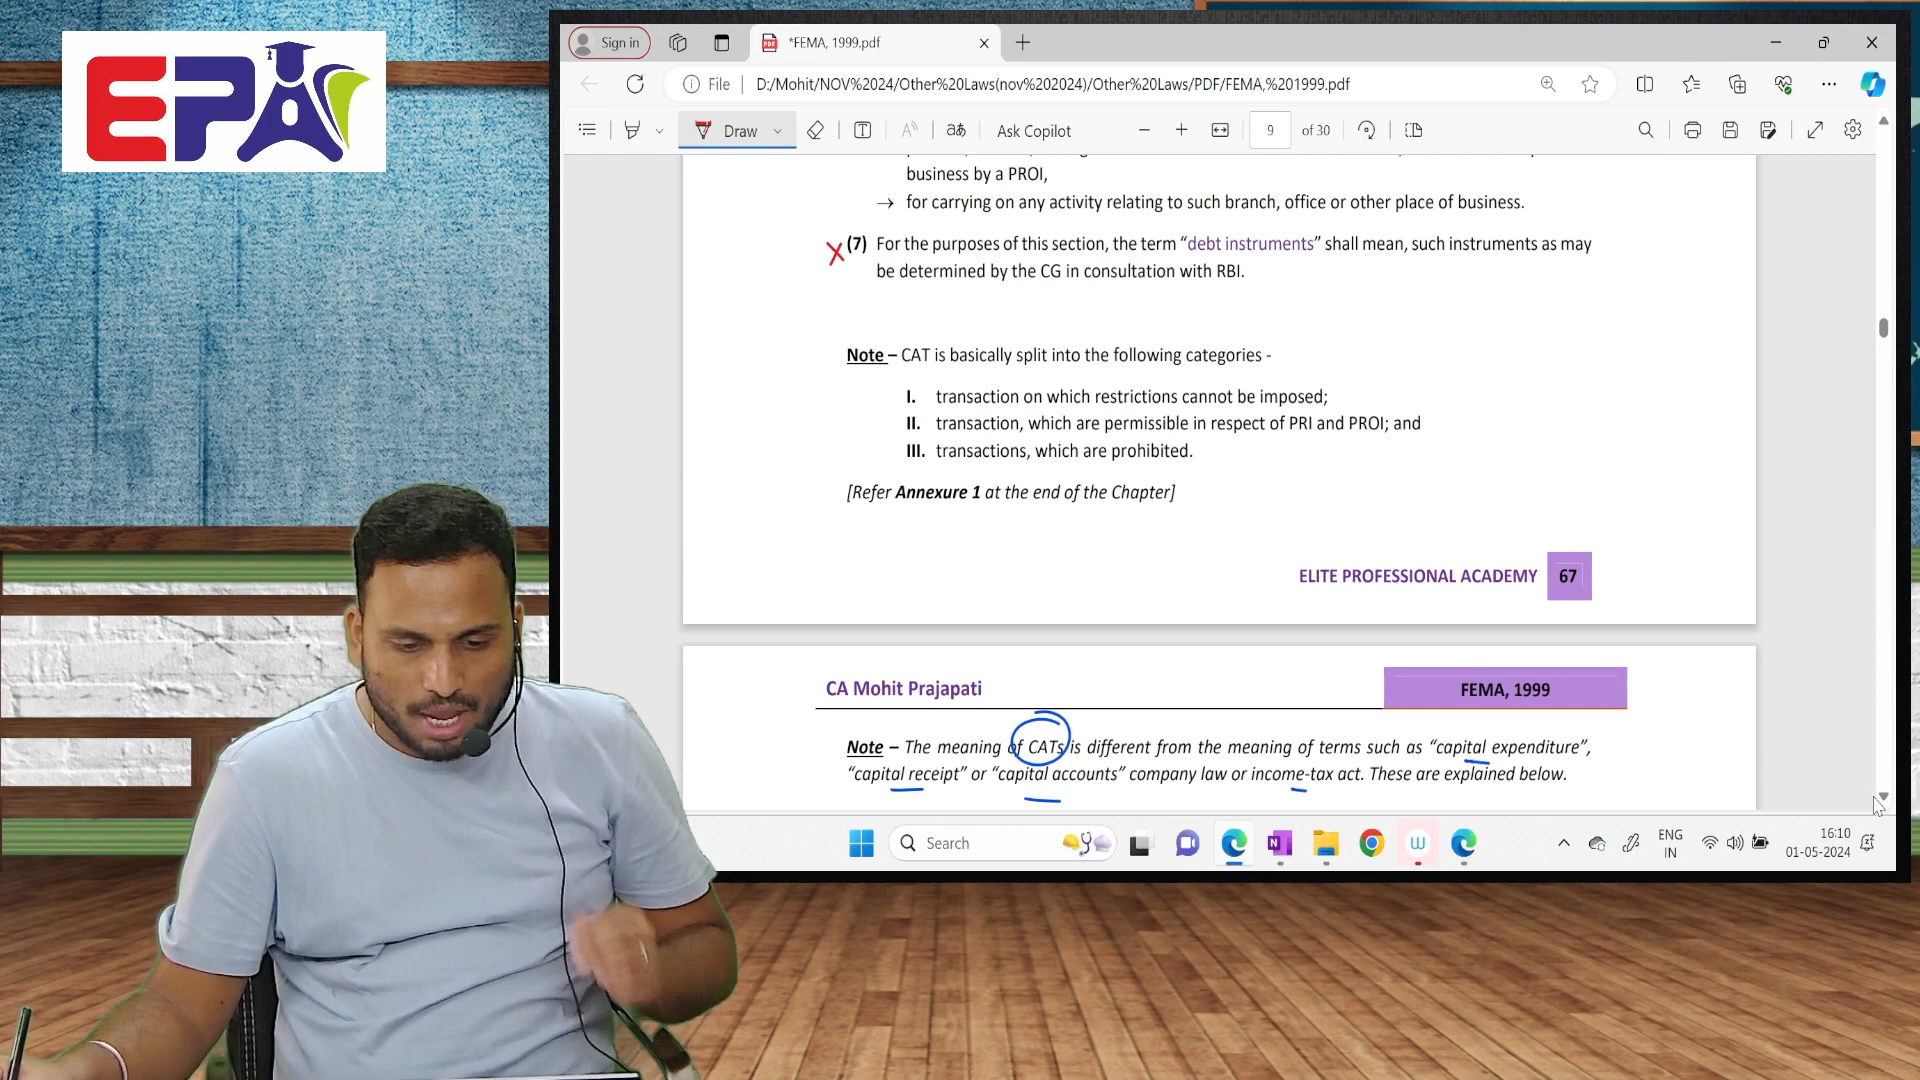 EPA
Sign in
*FEMA, 1999.pdf
File
D:/Mohit/NOV%2024/Other%20Laws(nov%202024)/Other%20Laws/PDF/FEMA,%201999.pdf
Draw
Ask Copilot
9
of 30
business by a PROI,
→ for carrying on any activity relating to such branch, office or other place of business.
(7) For the purposes of this section, the term “debt instruments” shall mean, such instruments as may
be determined by the CG in consultation with RBI.
Note – CAT is basically split into the following categories -
I. transaction on which restrictions cannot be imposed;
II. transaction, which are permissible in respect of PRI and PROI; and
III. transactions, which are prohibited.
[Refer Annexure 1 at the end of the Chapter]
ELITE PROFESSIONAL ACADEMY 67
CA Mohit Prajapati
FEMA, 1999
Note – The meaning of CATs is different from the meaning of terms such as “capital expenditure”,
“capital receipt” or “capital accounts” company law or income-tax act. These are explained below.
Search
ENG
IN
16:10
01-05-2024